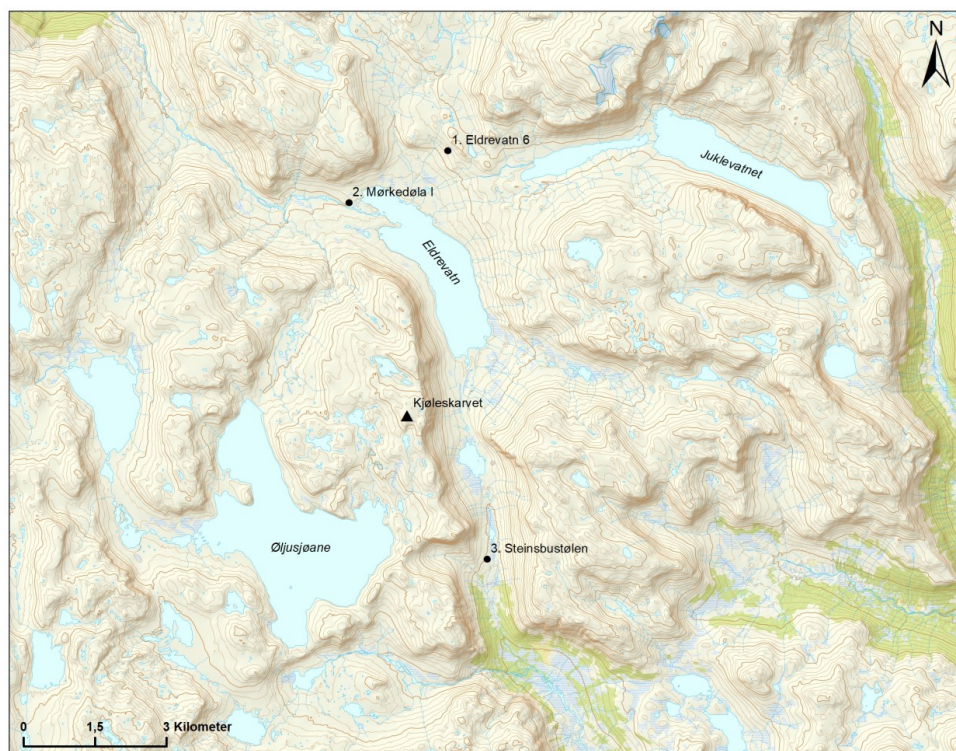 N
1. Eldrevatn 6
Juklevatnet
2. Mørkedøla I
Eldrevatn
Kjøleskarvet
Øljusjøane
3. Steinsbustølen
0 1,5 3 Kilometer